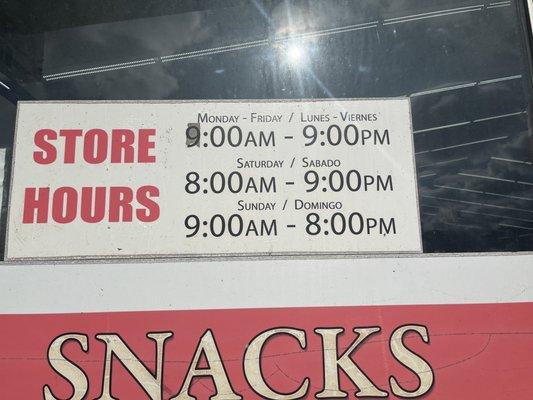 STORE
HOURS
Monday - Friday / Lunes - Viernes
9:00am - 9:00pm
Saturday / Sabado
8:00am - 9:00pm
Sunday / Domingo
9:00am - 8:00pm
SNACKS